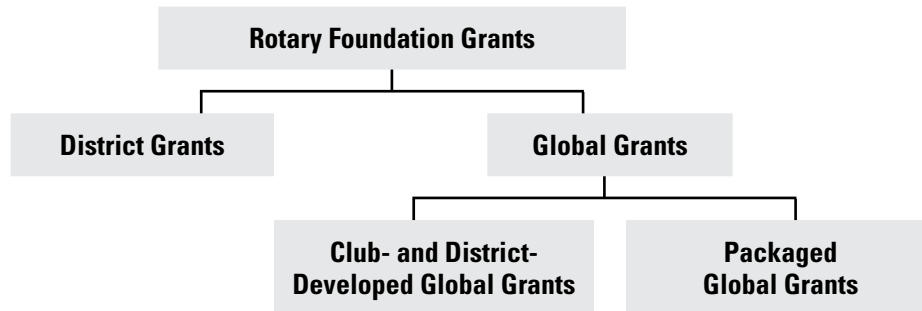 Rotary Foundation Grants
District Grants
Global Grants
Club- and District-
Developed Global Grants
Packaged
Global Grants